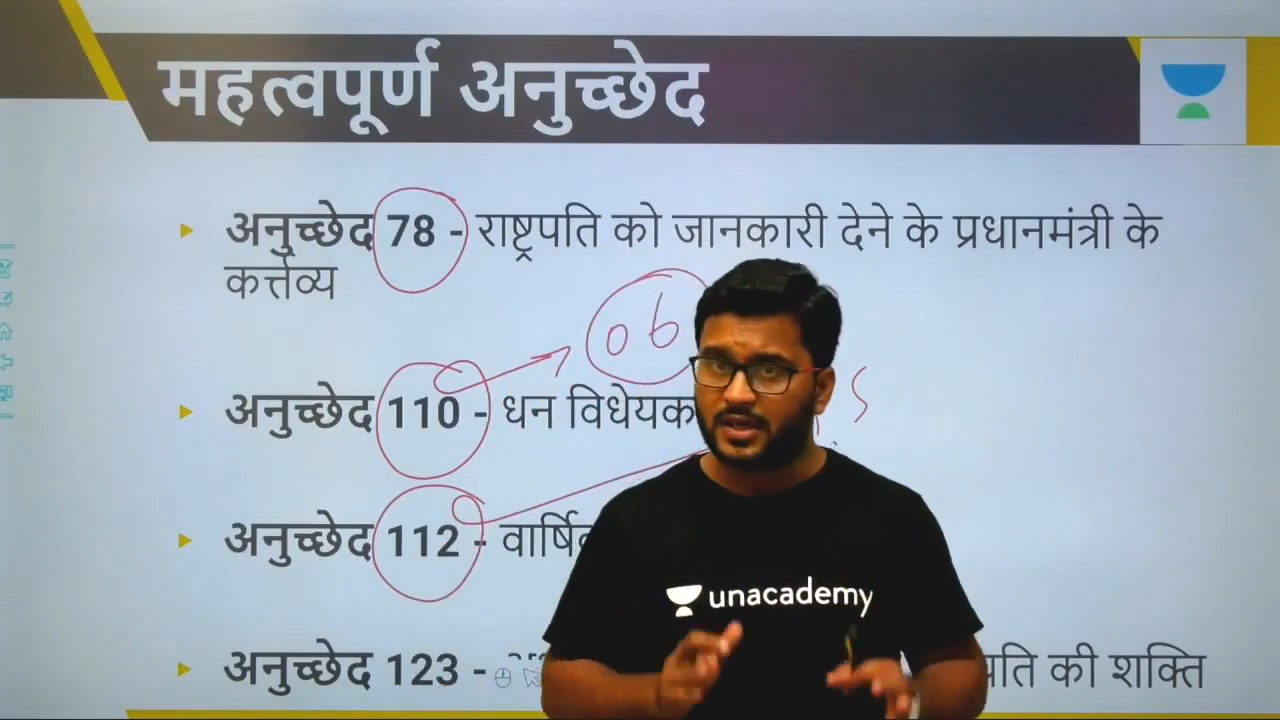 महत्वपूर्ण अनुच्छेद
अनुच्छेद 78 - राष्ट्रपति को जानकारी देने के प्रधानमंत्री के
कर्त्तव्य
06
अनुच्छेद 110 - धन विधेयक
S
अनुच्छेद 112 -
unacademy
अनुच्छेद 123 - की शक्ति